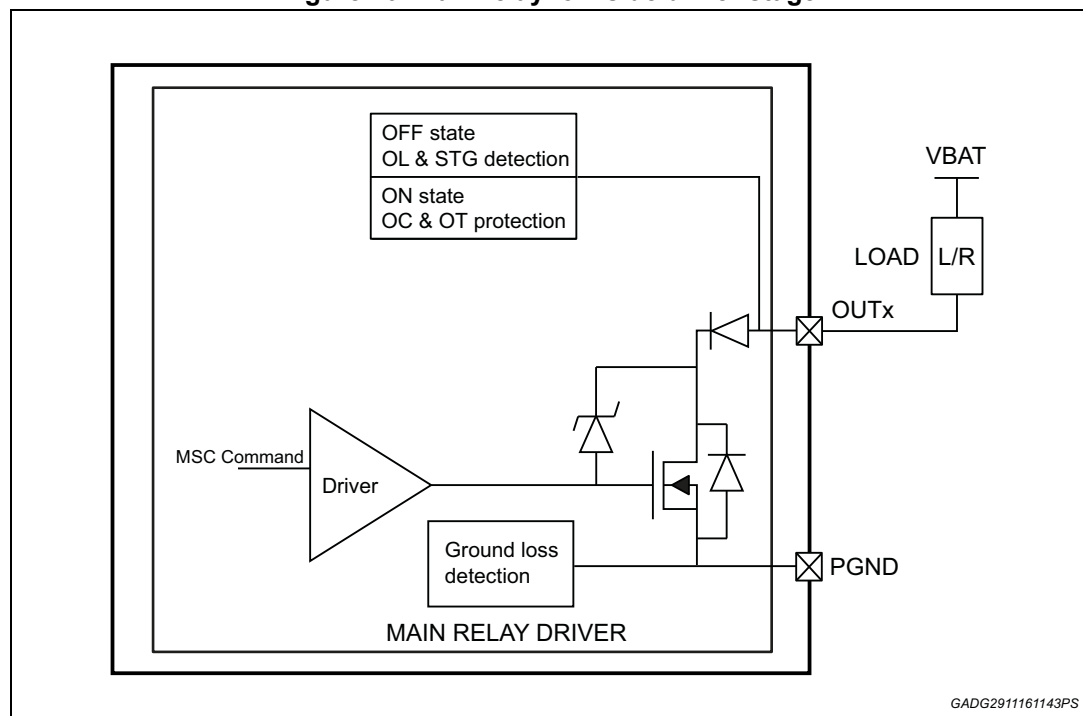 OFF state
OL & STG detection
ON state
OC & OT protection
VBAT
LOAD
L/R
OUTx
MSC Command
Driver
Ground loss
detection
PGND
MAIN RELAY DRIVER
GADG2911161143PS